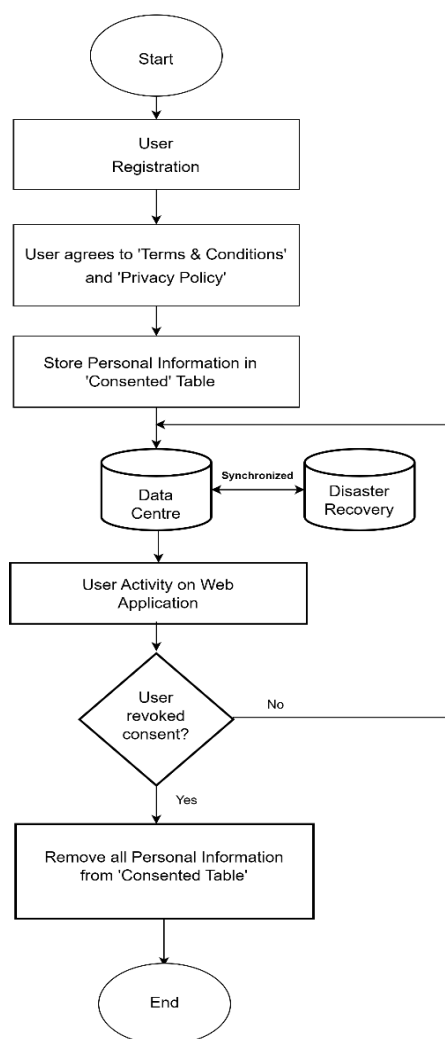 Start
User
Registration
User agrees to 'Terms & Conditions'
and 'Privacy Policy'
Store Personal Information in
'Consented' Table
Data
Centre
Synchronized
Disaster
Recovery
User Activity on Web
Application
User
revoked
consent?
No
Yes
Remove all Personal Information
from 'Consented Table'
End